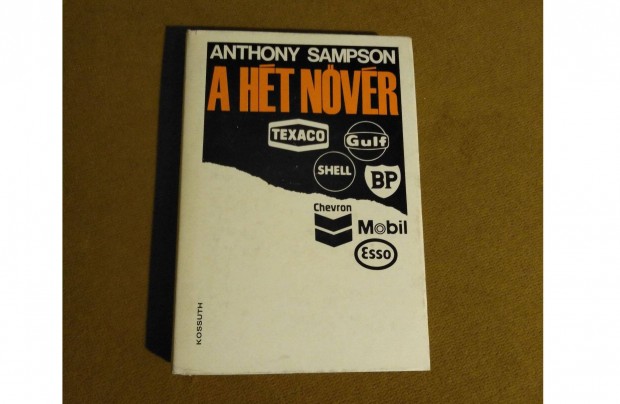 ANTHONY SAMPSON
A HÉT NŐVÉR
TEXACO
Gulf
SHELL
BP
Chevron
Mobil
Esso
KOSSUTH